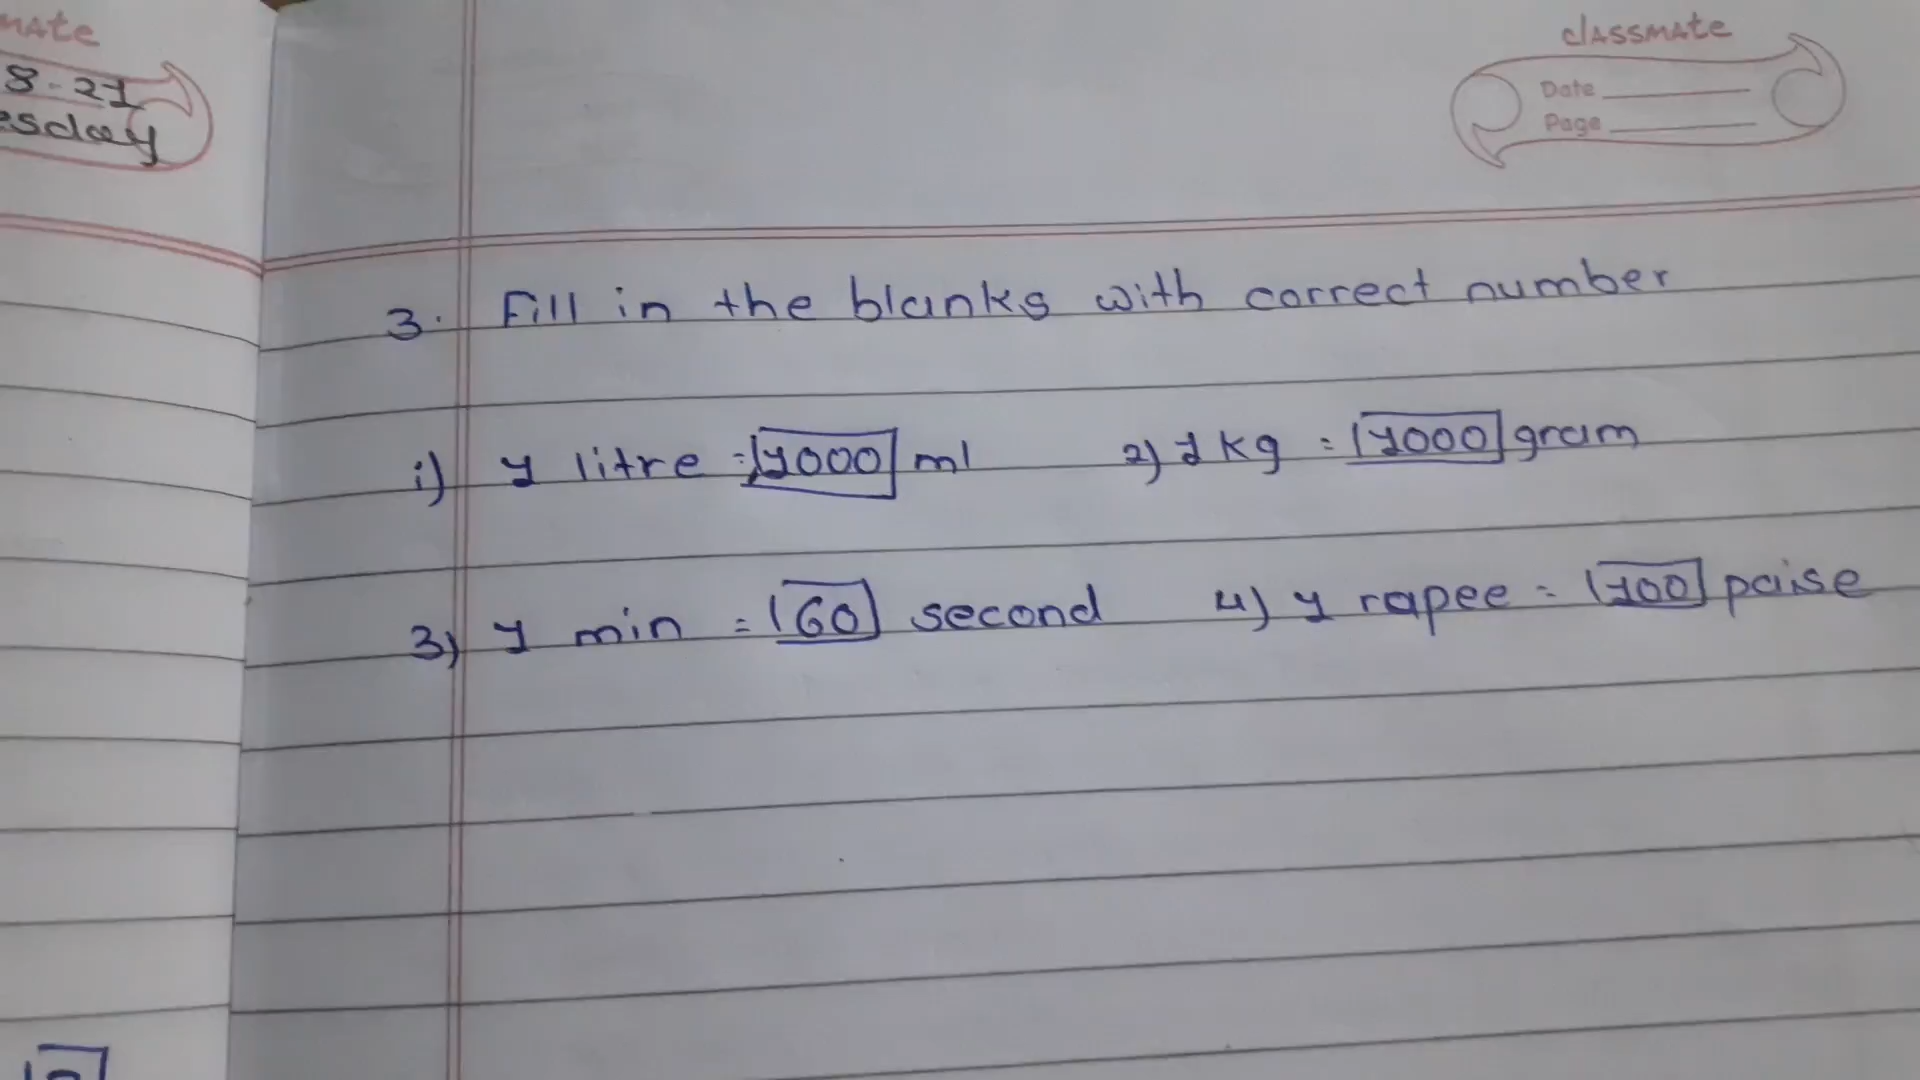 8-21
classmate
Date
Page
3. Fill in the blanks with correct number
i) 1 litre = 1000 ml 2) 1 kg = 1000 gram
3) 1 min = 60 second 4) 1 rapee = 100 paise